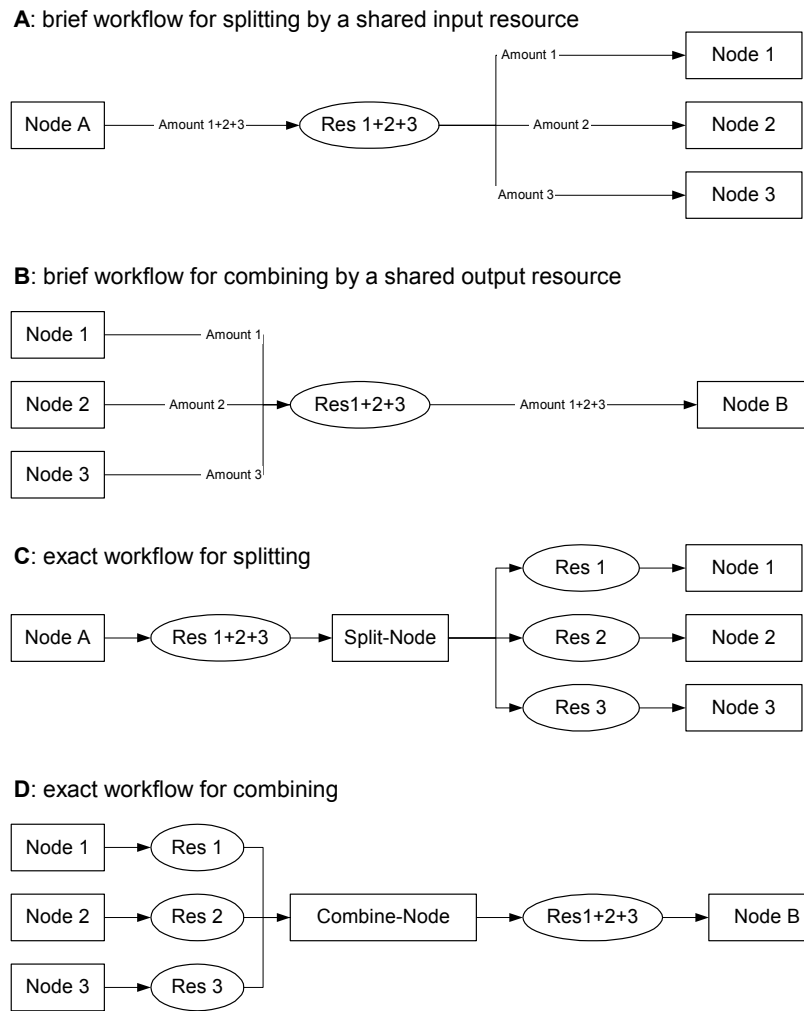 A: brief workflow for splitting by a shared input resource
Amount 1
Node 1
Node A
Amount 1+2+3
Res 1+2+3
Amount 2
Node 2
Amount 3
Node 3
B: brief workflow for combining by a shared output resource
Node 1
Amount 1
Node 2
Amount 2
Res1+2+3
Amount 1+2+3
Node B
Node 3
Amount 3
C: exact workflow for splitting
Res 1
Node 1
Node A
Res 1+2+3
Split-Node
Res 2
Node 2
Res 3
Node 3
D: exact workflow for combining
Node 1
Res 1
Node 2
Res 2
Combine-Node
Res1+2+3
Node B
Node 3
Res 3